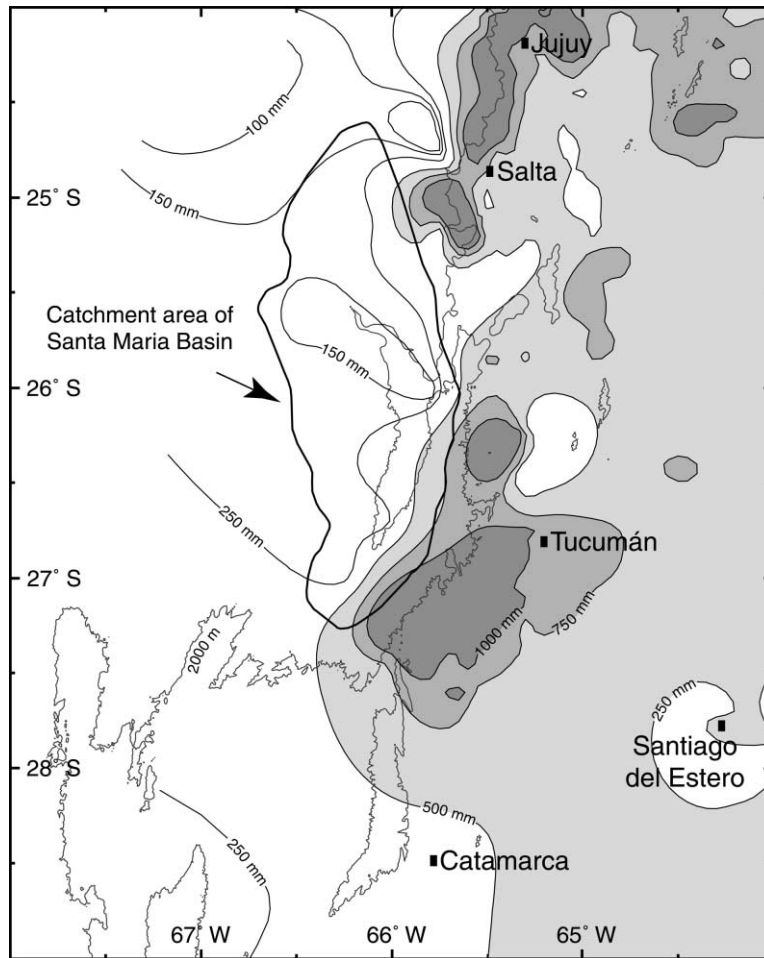 Jujuy
100 mm
Salta
25° S
150 mm
Catchment area of
Santa Maria Basin
150 mm
26° S
250 mm
Tucumán
27° S
1000 mm
750 mm
2000 m
250 mm
Santiago
del Estero
28° S
500 mm
250 mm
Catamarca
67° W
66° W
65° W